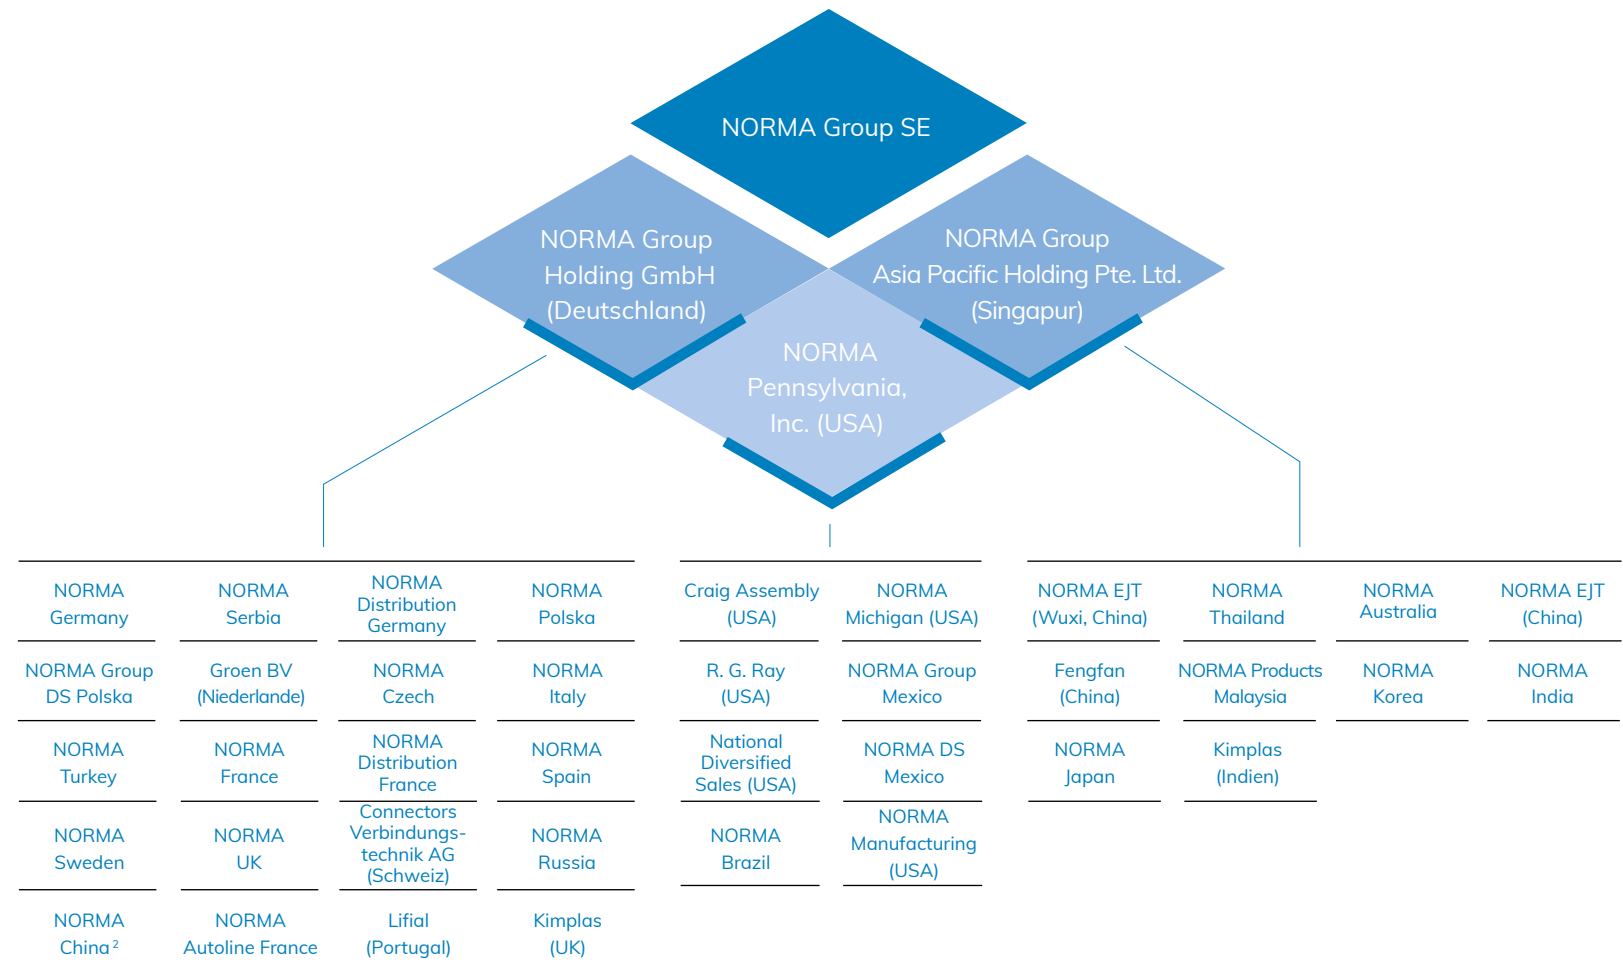 NORMA Group SE
NORMA Group
Holding GmbH
(Deutschland)
NORMA Group
Asia Pacific Holding Pte. Ltd.
(Singapur)
NORMA
Pennsylvania,
Inc. (USA)
NORMA
Germany
NORMA
Serbia
NORMA
Distribution
Germany
NORMA
Polska
NORMA Group
DS Polska
Groen BV
(Niederlande)
NORMA
Czech
NORMA
Italy
NORMA
Turkey
NORMA
France
NORMA
Distribution
France
NORMA
Spain
NORMA
Sweden
NORMA
UK
Connectors
Verbindungs-
technik AG
(Schweiz)
NORMA
Russia
NORMA
China²
NORMA
Autoline France
Lifial
(Portugal)
Kimplas
(UK)
Craig Assembly
(USA)
NORMA
Michigan (USA)
R. G. Ray
(USA)
NORMA Group
Mexico
National
Diversified
Sales (USA)
NORMA DS
Mexico
NORMA
Brazil
NORMA
Manufacturing
(USA)
NORMA EJT
(Wuxi, China)
NORMA
Thailand
NORMA
Australia
NORMA EJT
(China)
Fengfan
(China)
NORMA Products
Malaysia
NORMA
Korea
NORMA
India
NORMA
Japan
Kimplas
(Indien)